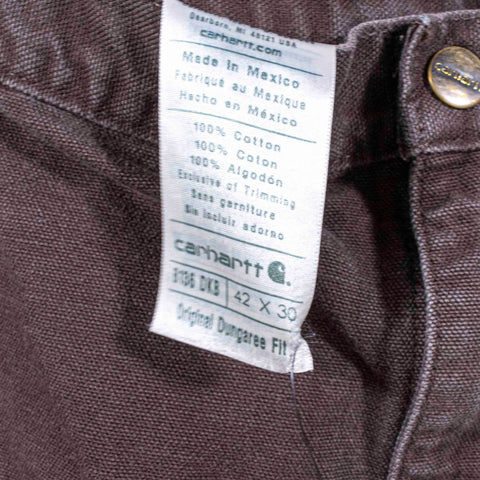 Dearborn, MI 48121 USA
carhartt.com
Made in Mexico
Fabriqué au Mexique
Hecho en México
100% Cotton
100% Coton
100% Algodón
Exclusive of Trimming
Sans garniture
Sin incluir adorno
carhartt
B136 DKB 42 X 30
Original Dungaree Fit
carhartt